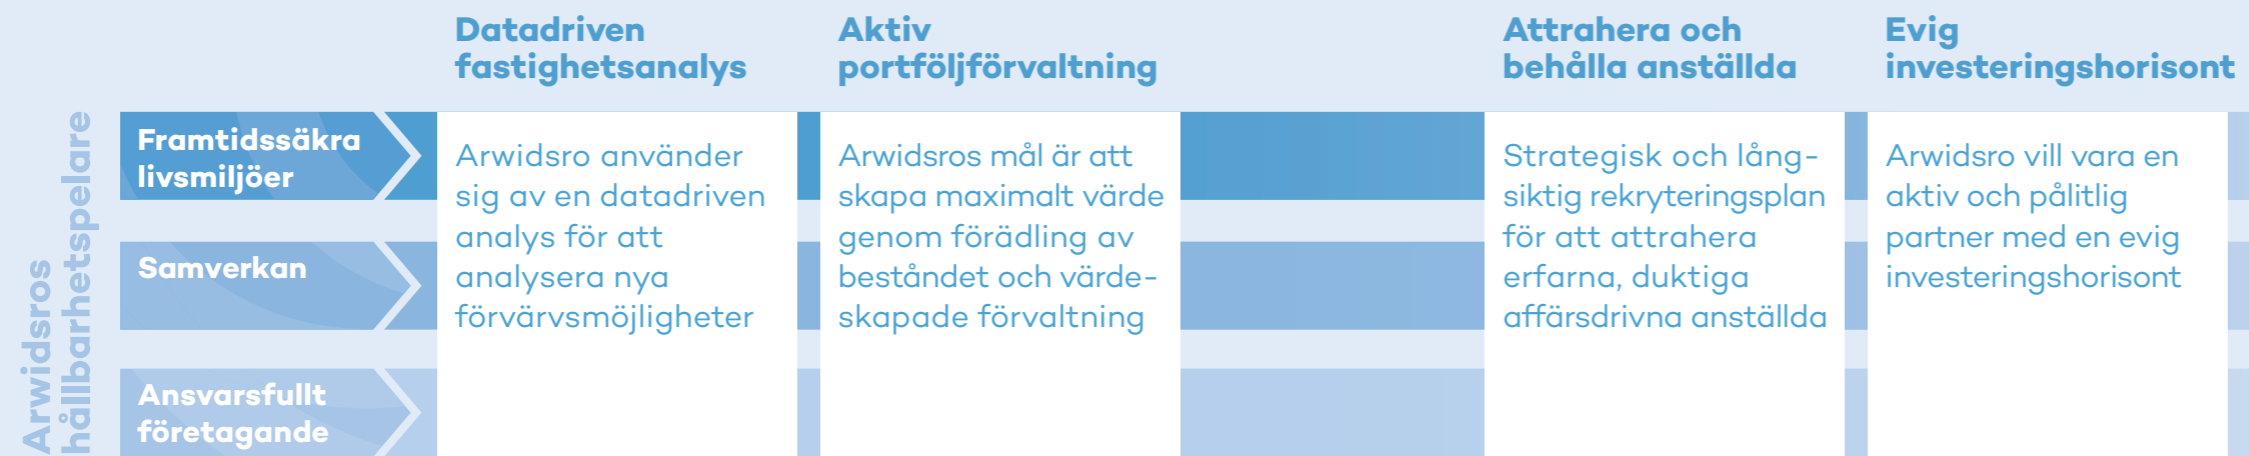 Datadriven
fastighetsanalys
Aktiv
portföljförvaltning
Attrahera och
behålla anställda
Evig
investeringshorisont
Arwidsros
hållbarhetspelare
Framtidssäkra
livsmiljöer
Samverkan
Ansvarsfullt
företagande
Arwidsro använder
sig av en datadriven
analys för att
analysera nya
förvärvsmöjligheter
Arwidsros mål är att
skapa maximalt värde
genom förädling av
beståndet och värde-
skapade förvaltning
Strategisk och lång-
siktig rekryteringsplan
för att attrahera
erfarna, duktiga
affärsdrivna anställda
Arwidsro vill vara en
aktiv och pålitlig
partner med en evig
investeringshorisont